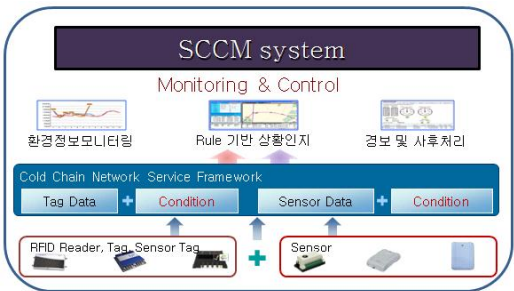 SCCM system
Monitoring & Control
환경정보모니터링 Rule 기반 상황인지 경보 및 사후처리
Cold Chain Network Service Framework
Tag Data + Condition Sensor Data + Condition
RFID Reader, Tag, Sensor Tag + Sensor